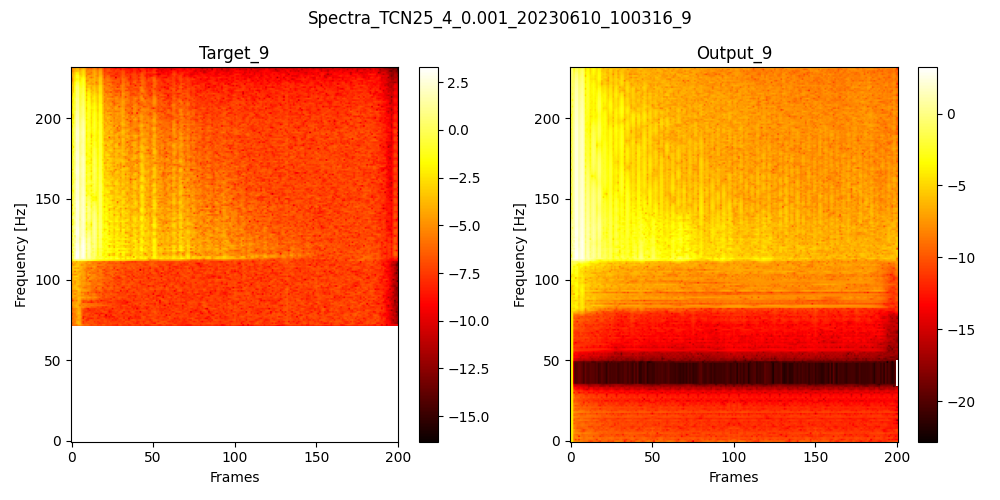 Spectra_TCN25_4_0.001_20230610_100316_9
Target_9
Output_9
Frequency [Hz]
200
150
100
50
0
0 50 100 150 200
Frames
2.5
0.0
−2.5
−5.0
−7.5
−10.0
−12.5
−15.0
Frequency [Hz]
200
150
100
50
0
0 50 100 150 200
Frames
0
−5
−10
−15
−20